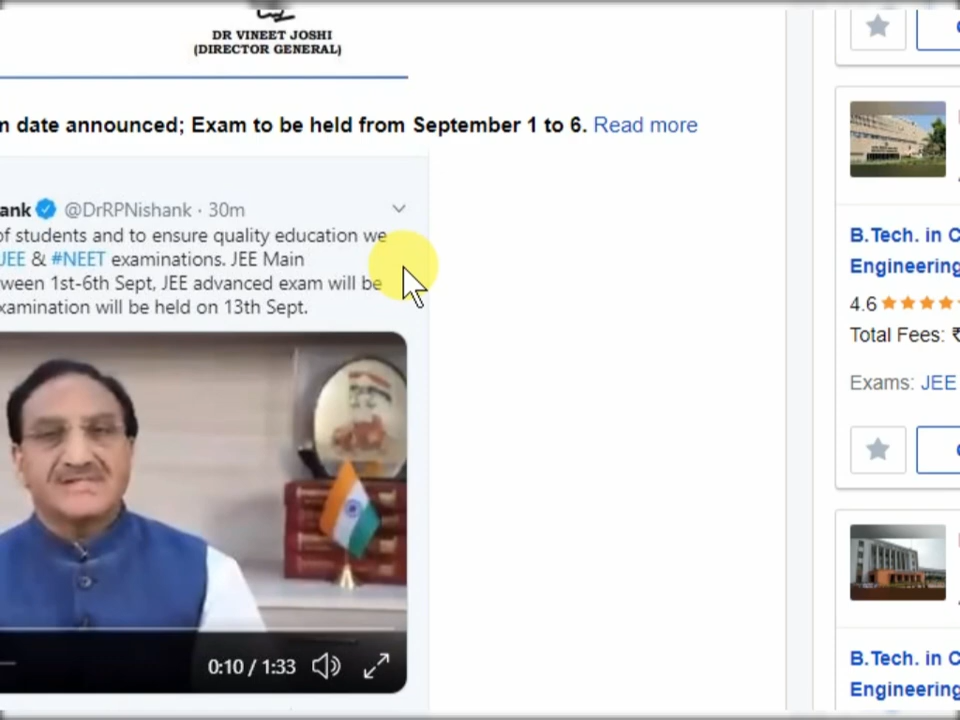 DR VINEET JOSHI
(DIRECTOR GENERAL)
m date announced; Exam to be held from September 1 to 6. Read more
ank @DrRPNishank · 30m
of students and to ensure quality education we
JEE & #NEET examinations. JEE Main
ween 1st-6th Sept, JEE advanced exam will be
xamination will be held on 13th Sept.
0:10 / 1:33
B.Tech. in C
Engineering
4.6
Total Fees: ₹
Exams: JEE
B.Tech. in C
Engineering